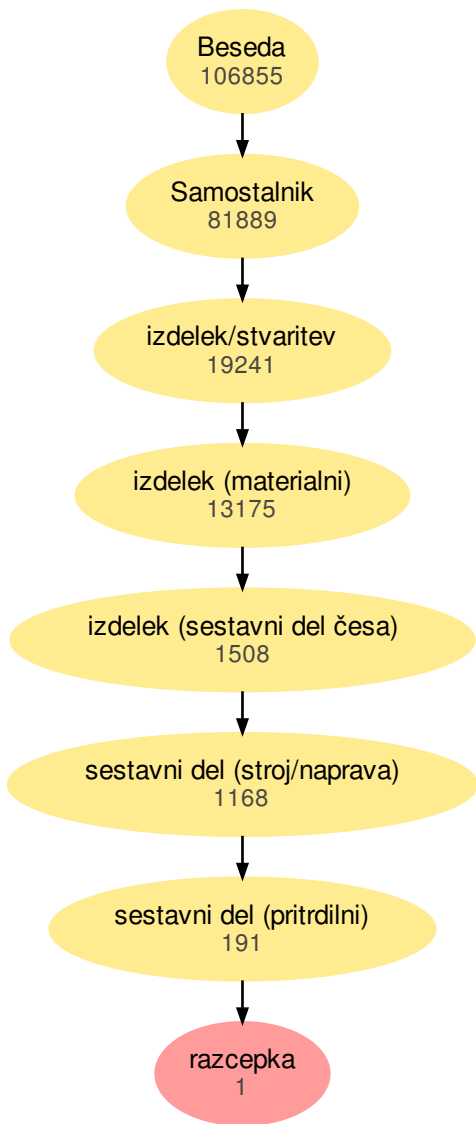 Beseda
106855
Samostalnik
81889
izdelek/stvaritev
19241
izdelek (materialni)
13175
izdelek (sestavni del česa)
1508
sestavni del (stroj/naprava)
1168
sestavni del (pritrdilni)
191
razcepka
1